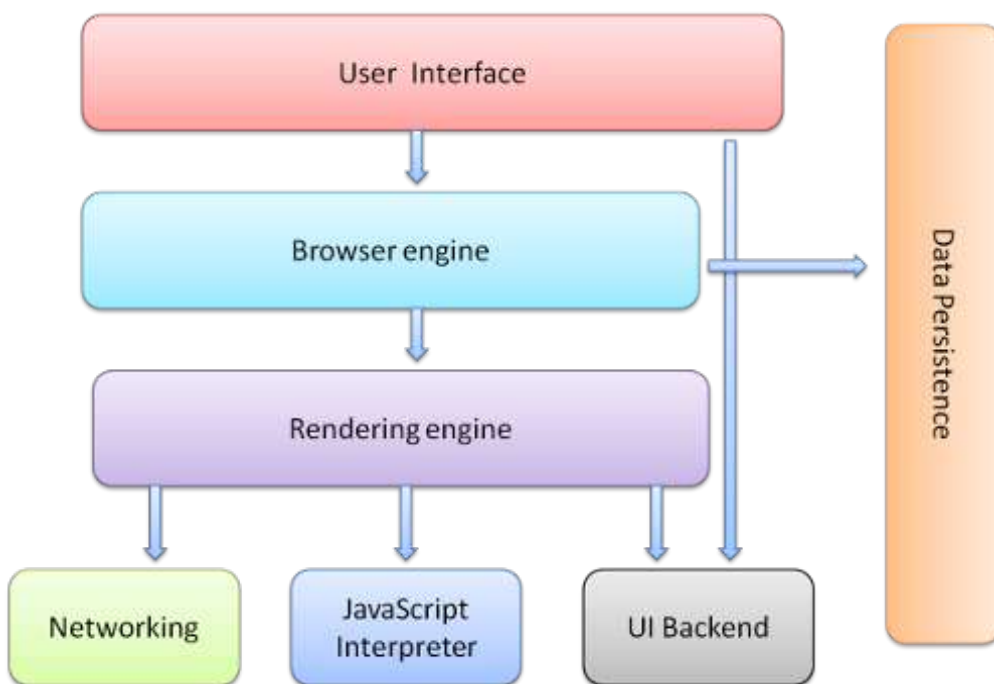 User Interface
Browser engine
Rendering engine
Networking
JavaScript
Interpreter
UI Backend
Data Persistence